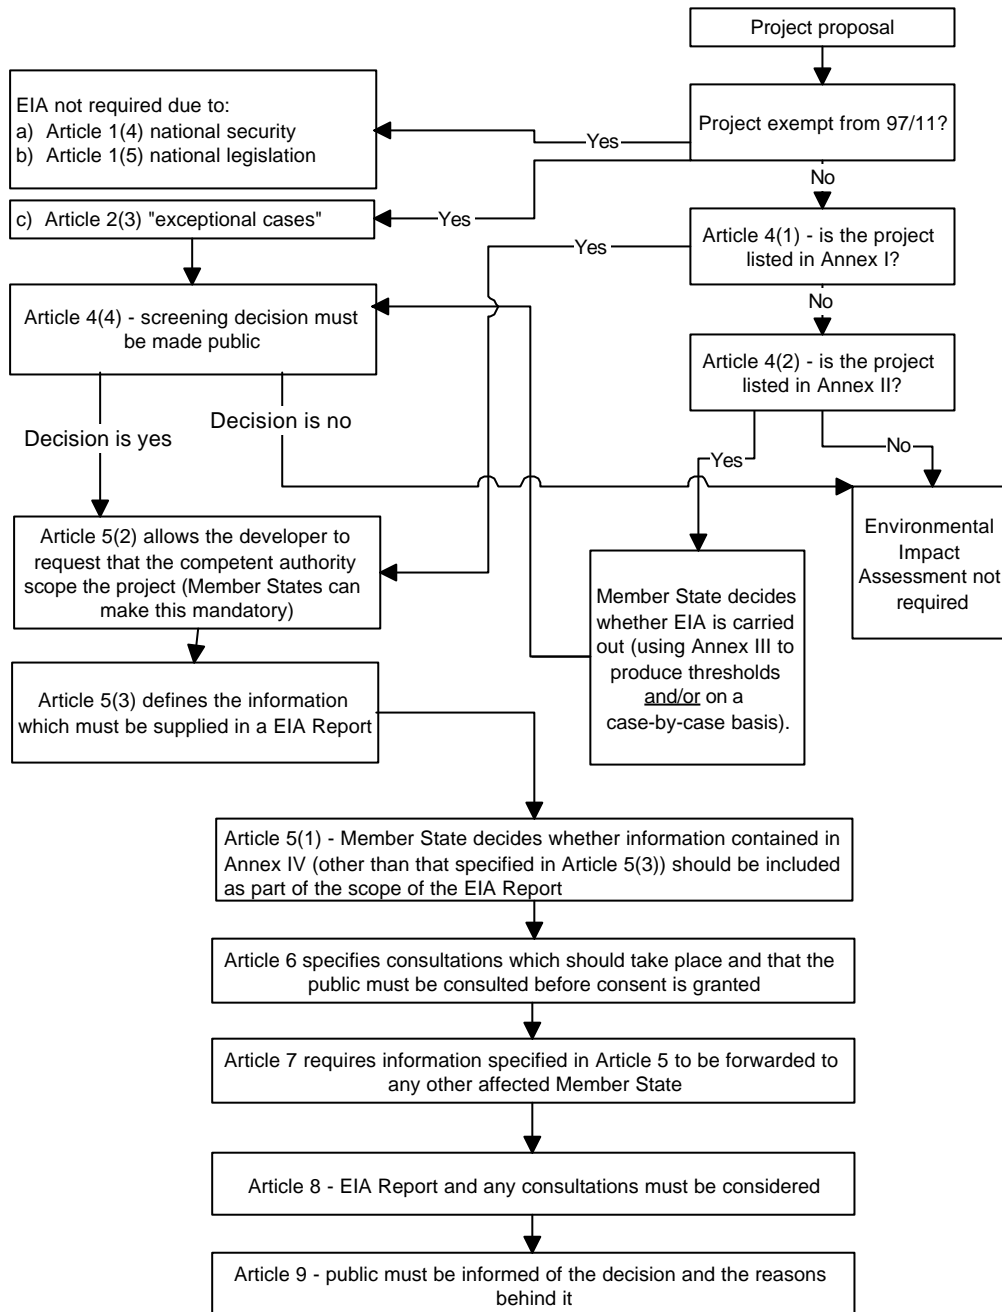 Project proposal
EIA not required due to:
a) Article 1(4) national security
b) Article 1(5) national legislation
Project exempt from 97/11?
Yes
No
c) Article 2(3) "exceptional cases"
Yes
Article 4(1) - is the project
listed in Annex I?
Yes
No
Article 4(4) - screening decision must
be made public
Article 4(2) - is the project
listed in Annex II?
Decision is yes
Decision is no
Yes
No
Article 5(2) allows the developer to
request that the competent authority
scope the project (Member States can
make this mandatory)
Environmental
Impact
Assessment not
required
Member State decides
whether EIA is carried
out (using Annex III to
produce thresholds
and/or on a
case-by-case basis).
Article 5(3) defines the information
which must be supplied in a EIA Report
Article 5(1) - Member State decides whether information contained in
Annex IV (other than that specified in Article 5(3)) should be included
as part of the scope of the EIA Report
Article 6 specifies consultations which should take place and that the
public must be consulted before consent is granted
Article 7 requires information specified in Article 5 to be forwarded to
any other affected Member State
Article 8 - EIA Report and any consultations must be considered
Article 9 - public must be informed of the decision and the reasons
behind it